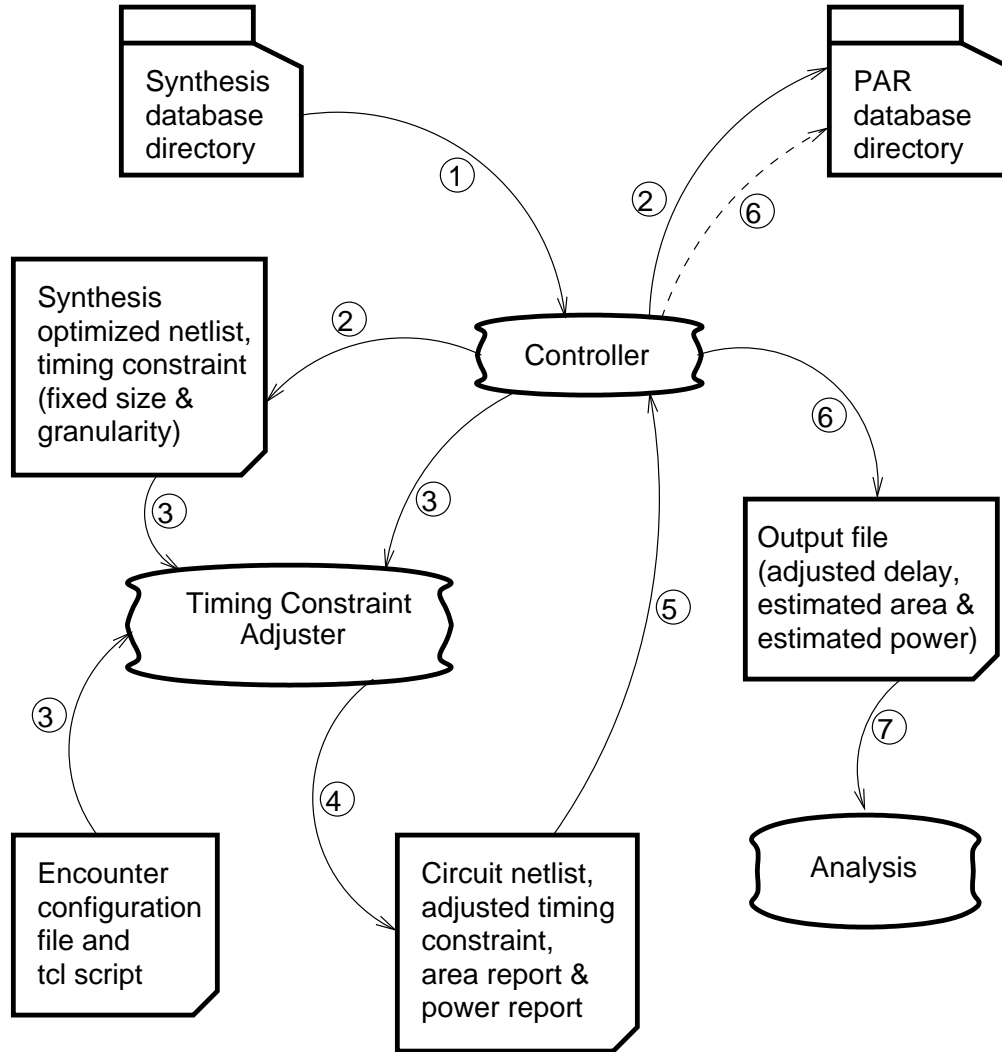 Synthesis
database
directory
PAR
database
directory
1
2
6
Synthesis
optimized netlist,
timing constraint
(fixed size &
granularity)
2
Controller
6
3
3
Output file
(adjusted delay,
estimated area &
estimated power)
Timing Constraint
Adjuster
5
3
7
4
Encounter
configuration
file and
tcl script
Circuit netlist,
adjusted timing
constraint,
area report &
power report
Analysis